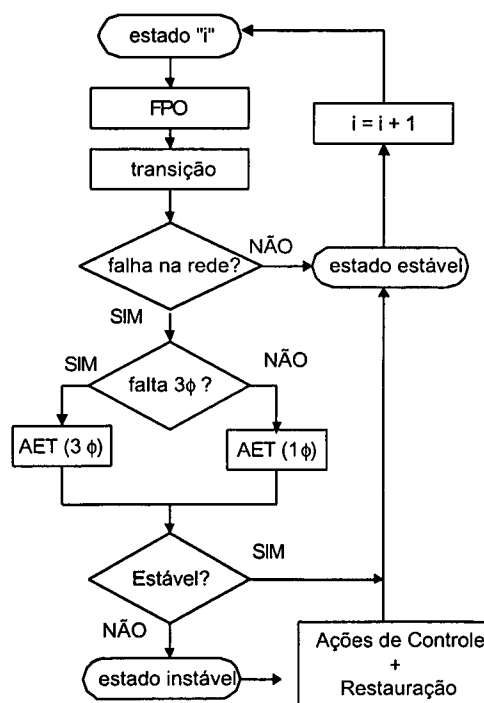 estado "i"
FPO
i = i + 1
transição
NÃO
falha na rede?
estado estável
SIM
SIM
NÃO
falta 3ϕ ?
AET (3 ϕ)
AET (1ϕ)
SIM
Estável?
NÃO
Ações de Controle
+
Restauração
estado instável